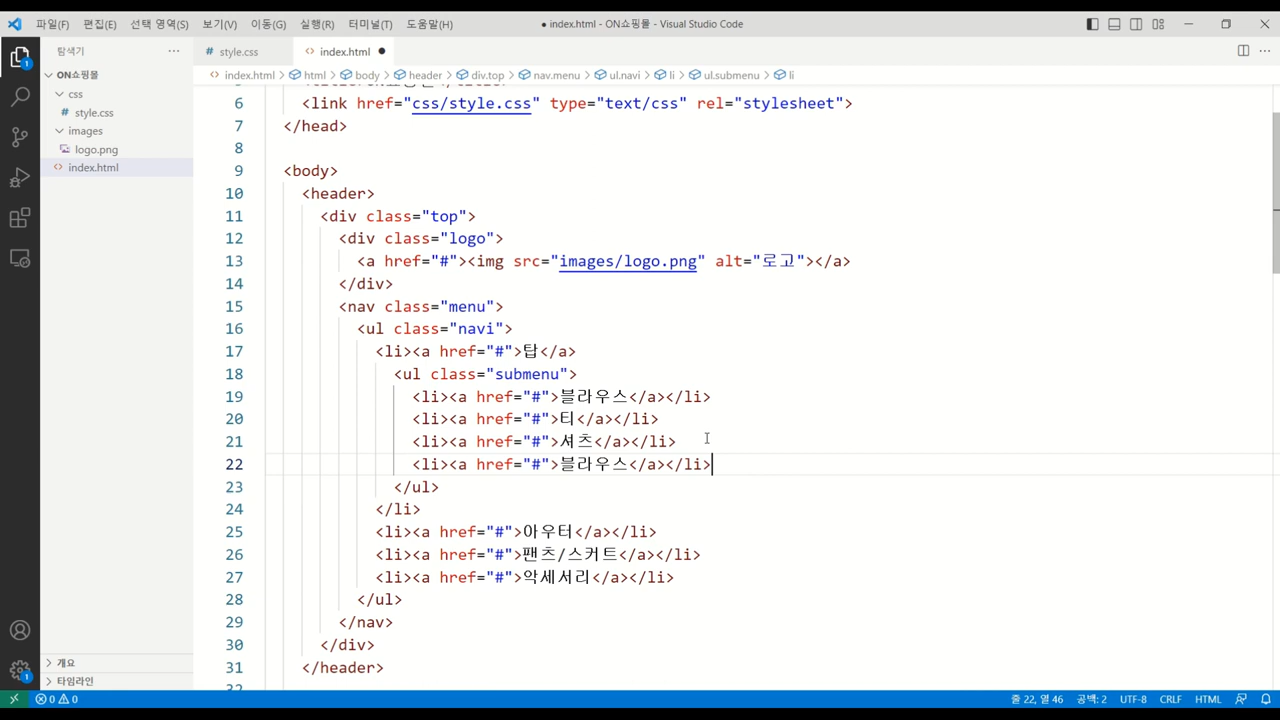 파일(F) 편집(E) 선택 영역(S) 보기(V) 이동(G) 실행(R) 터미널(T) 도움말(H) ● index.html - ON쇼핑몰 - Visual Studio Code
탐색기 ···
# style.css
<> index.html ●
<> index.html > html > body > header > div.top > nav.menu > ul.navi > li > ul.submenu > li
ON쇼핑몰
css
# style.css
images
logo.png
<> index.html
개요
타임라인
6 <link href="css/style.css" type="text/css" rel="stylesheet">
7 </head>
8
9 <body>
10 <header>
11 <div class="top">
12 <div class="logo">
13 <a href="#"><img src="images/logo.png" alt="로고"></a>
14 </div>
15 <nav class="menu">
16 <ul class="navi">
17 <li><a href="#">탑</a>
18 <ul class="submenu">
19 <li><a href="#">블라우스</a></li>
20 <li><a href="#">티</a></li>
21 <li><a href="#">셔츠</a></li>
22 <li><a href="#">블라우스</a></li>
23 </ul>
24 </li>
25 <li><a href="#">아우터</a></li>
26 <li><a href="#">팬츠/스커트</a></li>
27 <li><a href="#">악세서리</a></li>
28 </ul>
29 </nav>
30 </div>
31 </header>
1
1
0 0 줄 22, 열 46 공백: 2 UTF-8 CRLF HTML